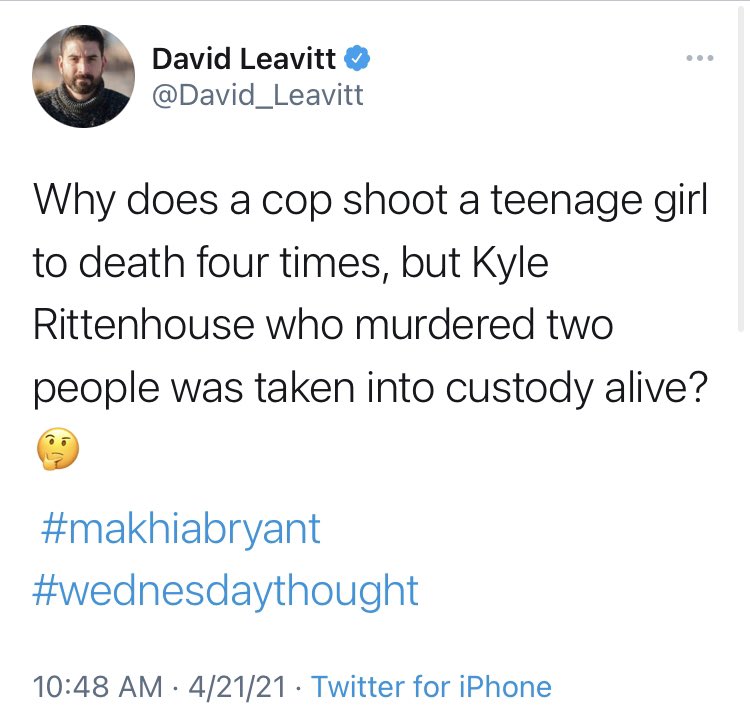 David Leavitt
@David_Leavitt
Why does a cop shoot a teenage girl
to death four times, but Kyle
Rittenhouse who murdered two
people was taken into custody alive?
🤔
#makhiabryant
#wednesdaythought
10:48 AM · 4/21/21 · Twitter for iPhone